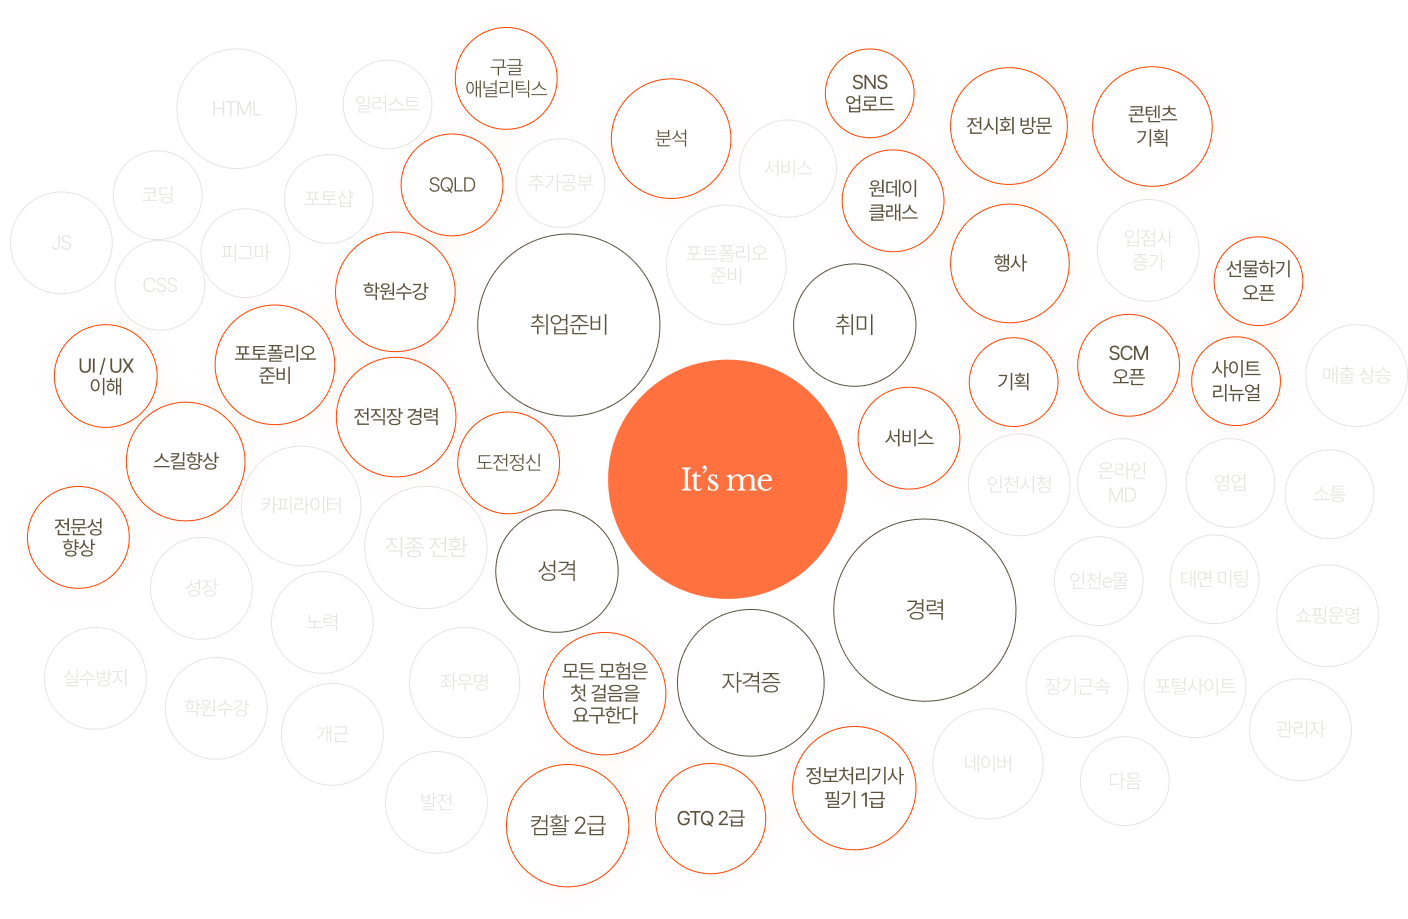 구글
애널리틱스
SNS
업로드
HTML
일러스트
분석
전시회 방문
콘텐츠
기획
코딩
포토샵
SQLD
추가공부
서비스
원데이
클래스
JS
피그마
CSS
학원수강
포트폴리오
준비
행사
입점사
증가
선물하기
오픈
취업준비
취미
UI / UX
이해
포토폴리오
준비
전직장 경력
기획
SCM
오픈
사이트
리뉴얼
매출 상승
스킬향상
도전정신
It’s me
서비스
인천시청
온라인
MD
영업
소통
전문성
향상
카피라이터
직종 전환
성격
경력
인천e몰
대면 미팅
쇼핑운영
성장
노력
실수방지
학원수강
개근
좌우명
모든 모험은
첫 걸음을
요구한다
자격증
장기근속
포털사이트
관리자
발전
컴활 2급
GTQ 2급
정보처리기사
필기 1급
네이버
다음